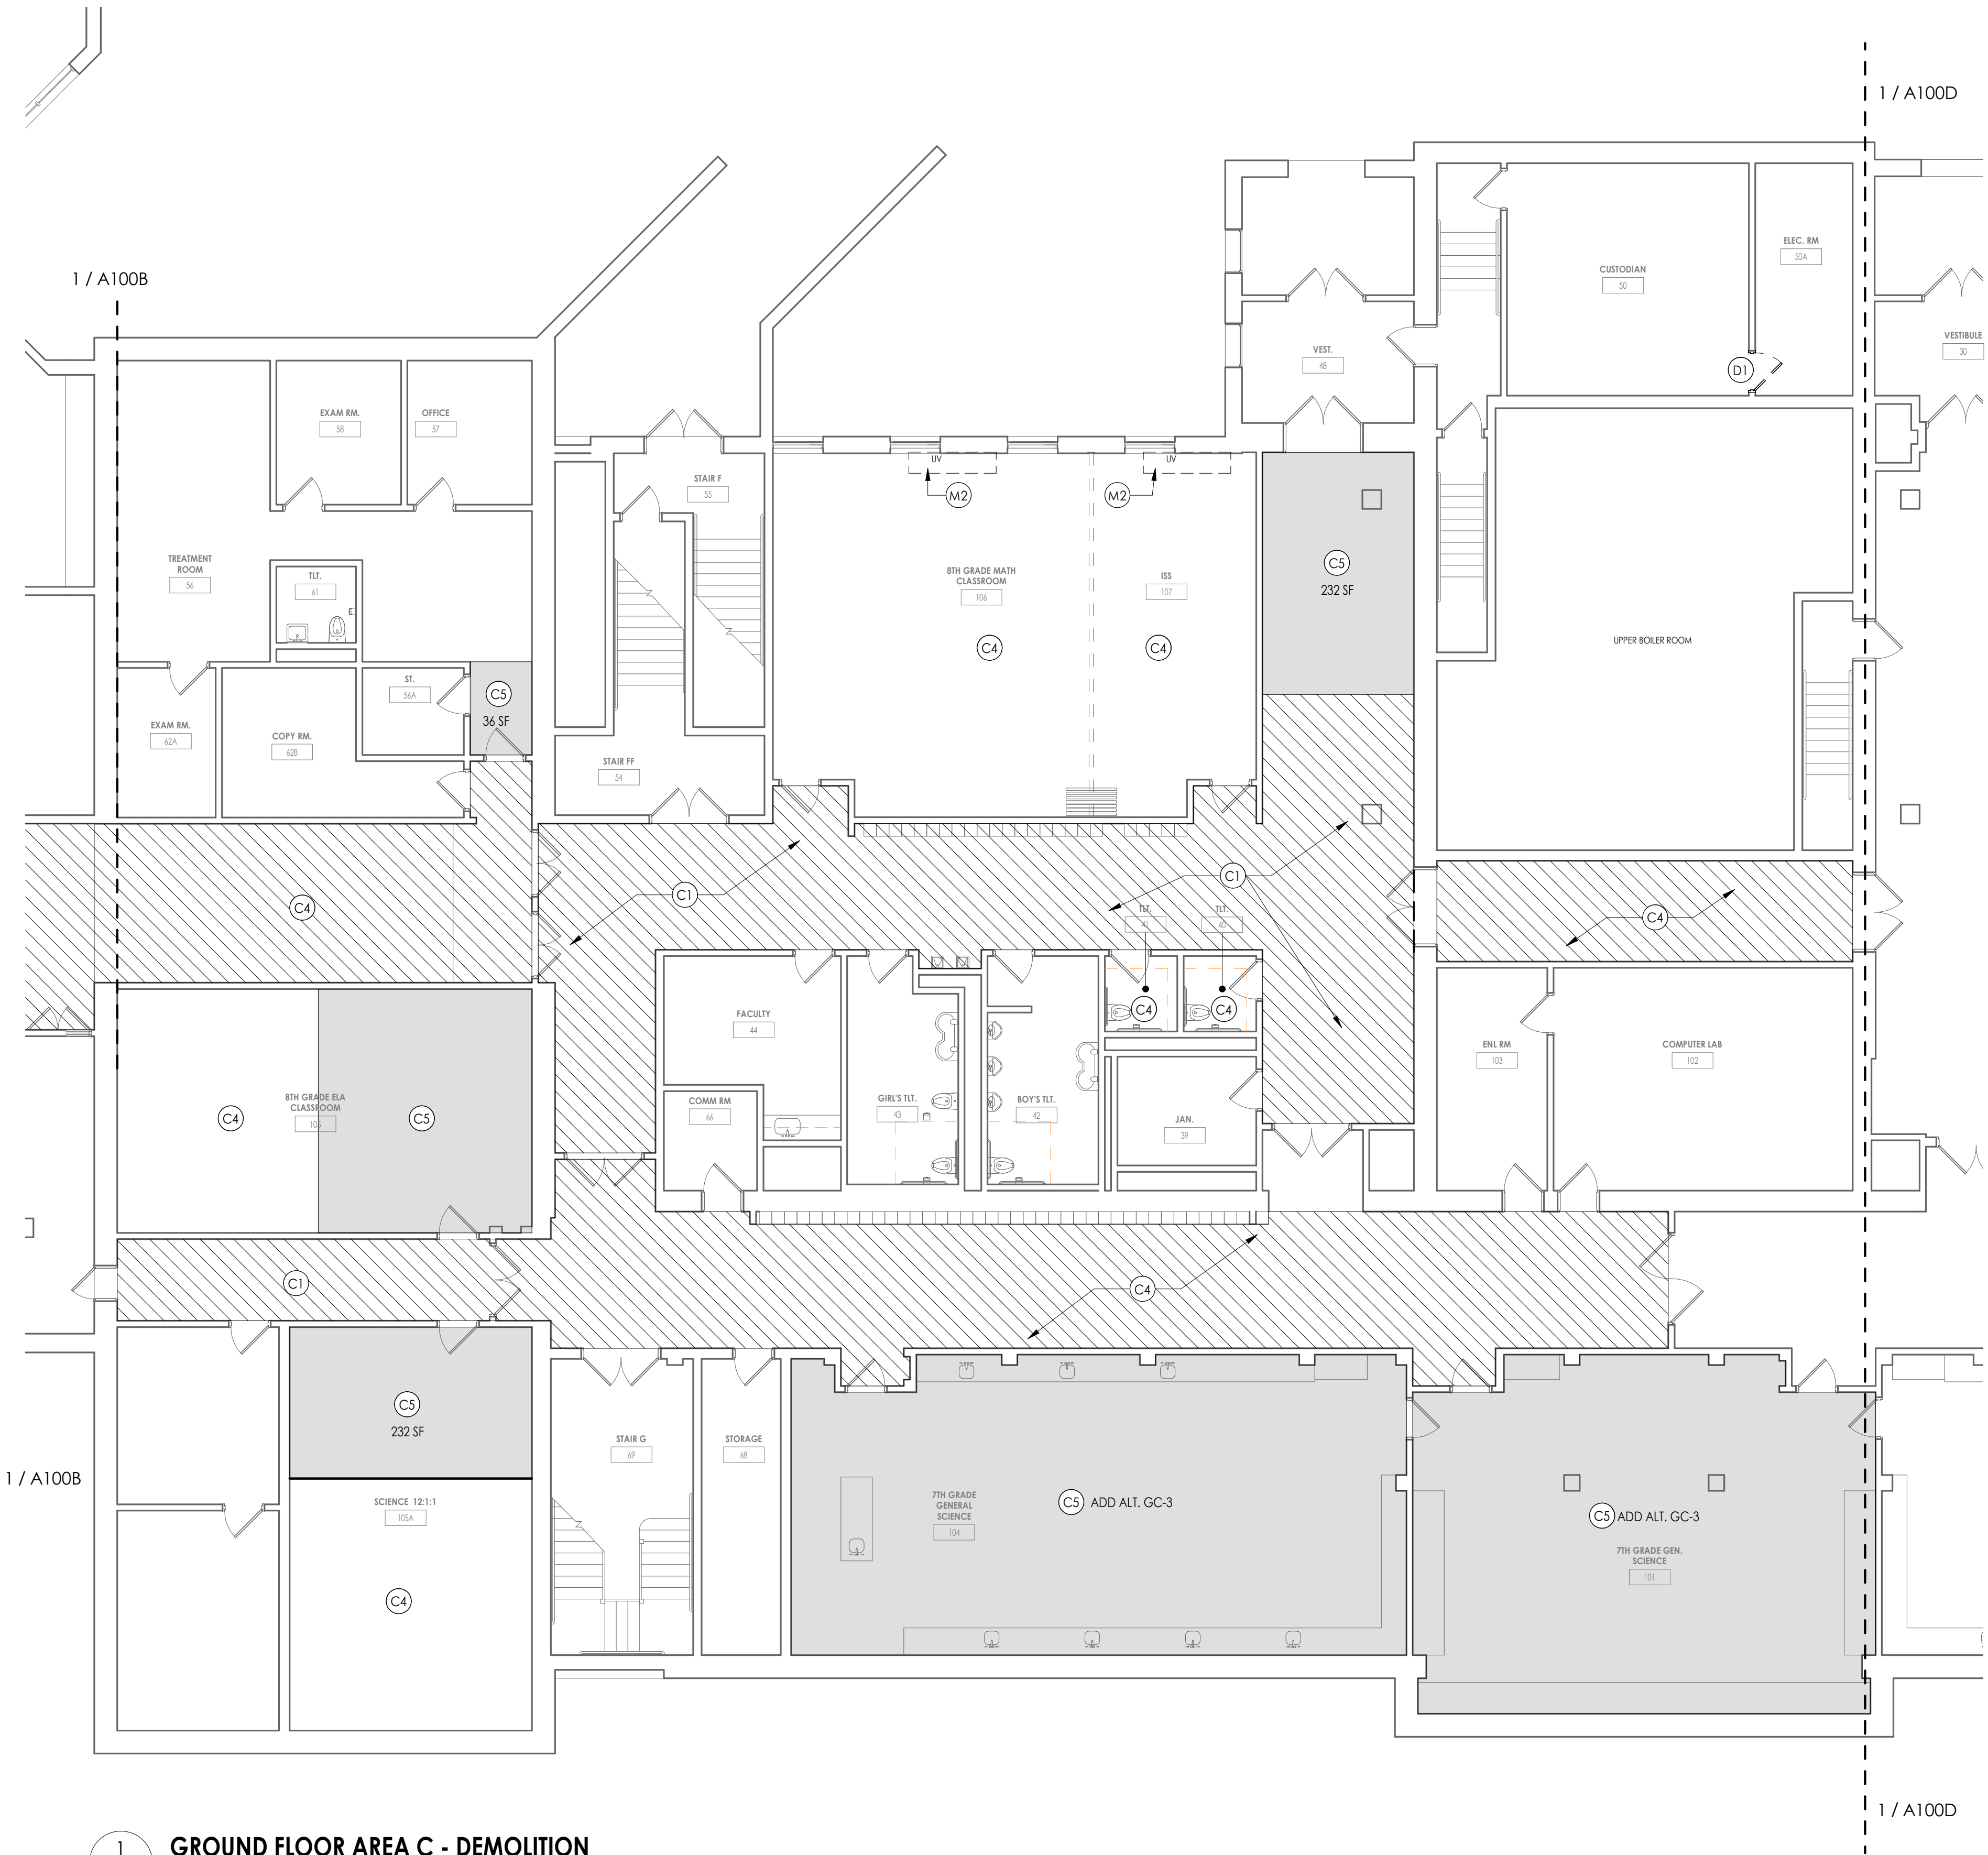 1 / A100D
ELEC. RM
50A
CUSTODIAN
50
1 / A100B
VESTIBULE
30
VEST.
48
D1
EXAM RM.
58
OFFICE
57
UV
UV
STAIR F
55
M2
M2
TREATMENT
ROOM
56
TLT.
61
8TH GRADE MATH
CLASSROOM
106
ISS
107
C5
232 SF
C4
C4
UPPER BOILER ROOM
ST.
56A
C5
36 SF
EXAM RM.
62A
COPY RM.
62B
STAIR FF
54
C1
C1
C4
TLT.
41
TLT.
40
C4
C4
C4
FACULTY
44
ENL RM
103
COMPUTER LAB
102
8TH GRADE ELA
CLASSROOM
C4
C5
COMM RM
66
GIRL'S TLT.
43
BOY'S TLT.
42
JAN.
39
C1
C4
C5
232 SF
STAIR G
69
STORAGE
68
1 / A100B
SCIENCE 12:1:1
105A
7TH GRADE
GENERAL
SCIENCE
104
C5 ADD ALT. GC-3
C5 ADD ALT. GC-3
7TH GRADE GEN.
SCIENCE
101
C4
1 / A100D
1
GROUND FLOOR AREA C - DEMOLITION